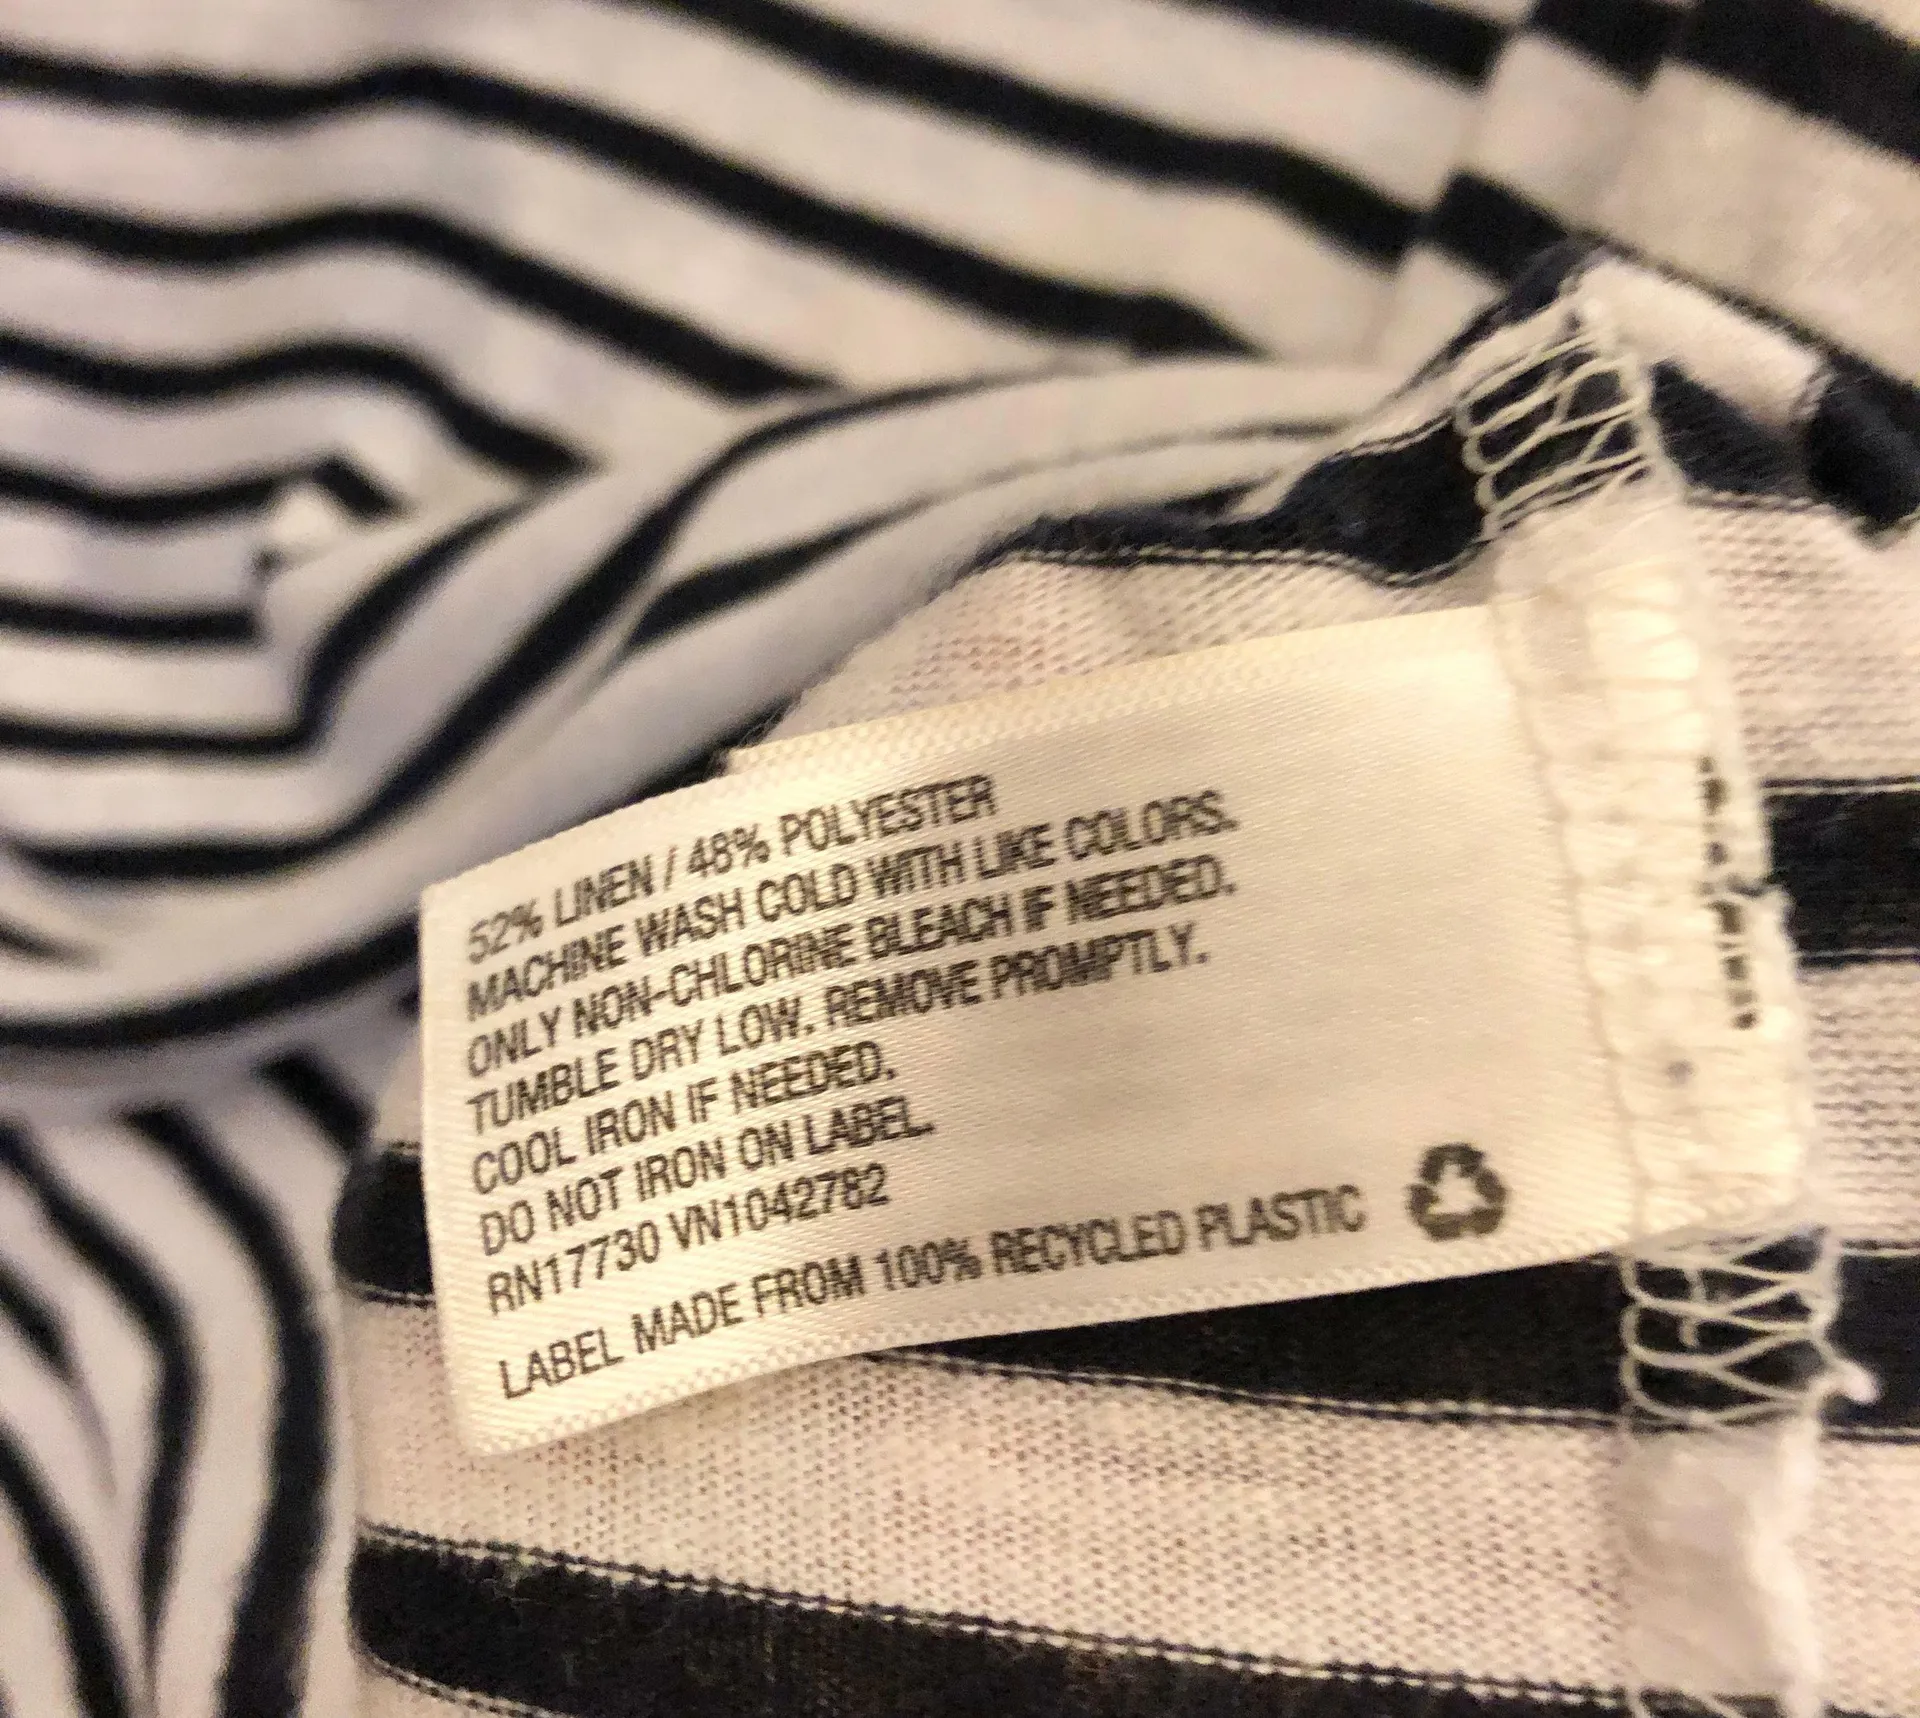 52% LINEN / 48% POLYESTER
MACHINE WASH COLD WITH LIKE COLORS.
ONLY NON-CHLORINE BLEACH IF NEEDED.
TUMBLE DRY LOW. REMOVE PROMPTLY.
COOL IRON IF NEEDED.
DO NOT IRON ON LABEL.
RN17730 VN1042782
LABEL MADE FROM 100% RECYCLED PLASTIC